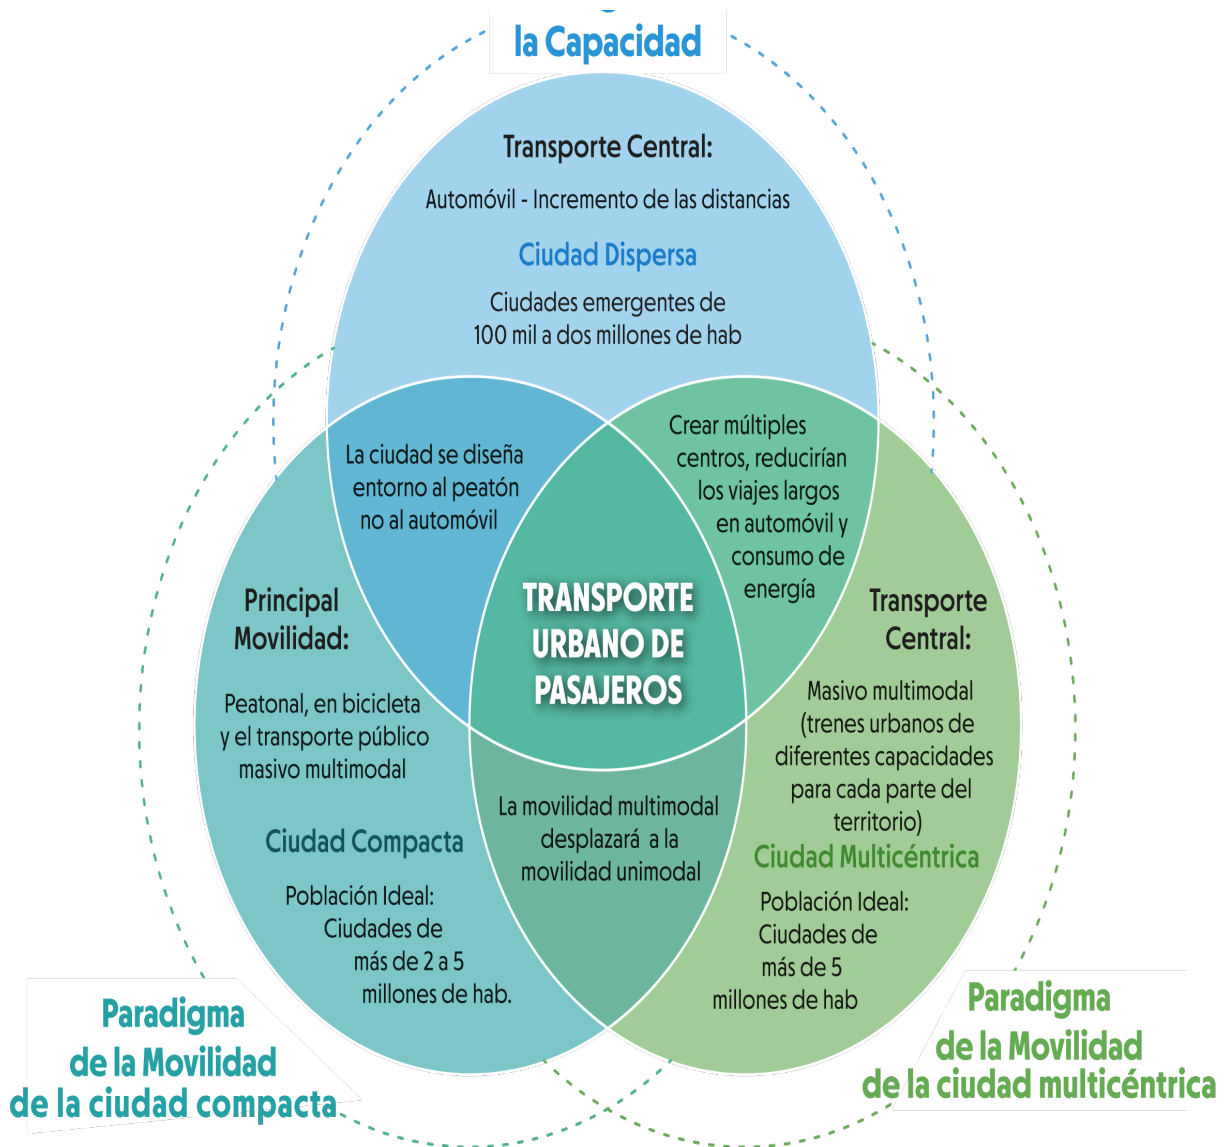 la Capacidad
Transporte Central:
Automóvil - Incremento de las distancias
Ciudad Dispersa
Ciudades emergentes de
100 mil a dos millones de hab
La ciudad se diseña
entorno al peatón
no al automóvil
Crear múltiples
centros, reducirían
los viajes largos
en automóvil y
consumo de
energía
TRANSPORTE
URBANO DE
PASAJEROS
Principal
Movilidad:
Peatonal, en bicicleta
y el transporte público
masivo multimodal
Ciudad Compacta
Población Ideal:
Ciudades de
más de 2 a 5
millones de hab.
La movilidad multimodal
desplazará a la
movilidad unimodal
Transporte
Central:
Masivo multimodal
(trenes urbanos de
diferentes capacidades
para cada parte del
territorio)
Ciudad Multicéntrica
Población Ideal:
Ciudades de
más de 5
millones de hab
Paradigma
de la Movilidad
de la ciudad compacta
Paradigma
de la Movilidad
de la ciudad multicéntrica